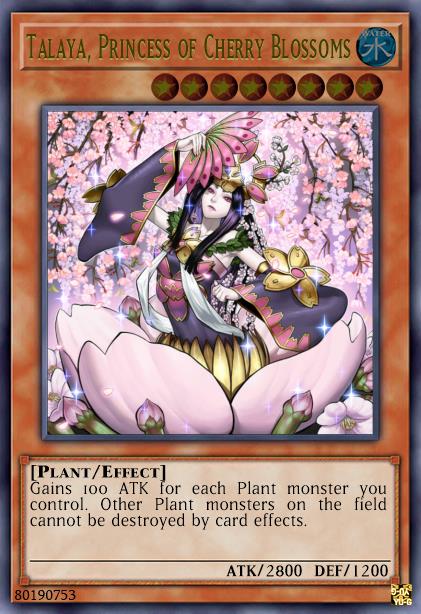 Talaya, Princess of Cherry Blossoms
WATER
水
[Plant/Effect]
Gains 100 ATK for each Plant monster you
control. Other Plant monsters on the field
cannot be destroyed by card effects.
ATK/2800 DEF/1200
80190753